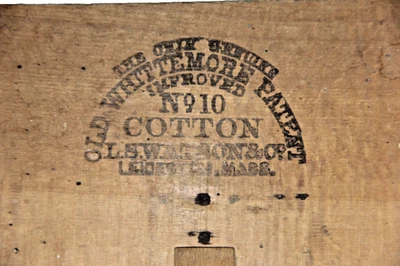 THE ONLY GENUINE
OLD WHITTEMORE PATENT
IMPROVED
No 10
COTTON
L.S. WATSON & Co.
LEICESTER, MASS.